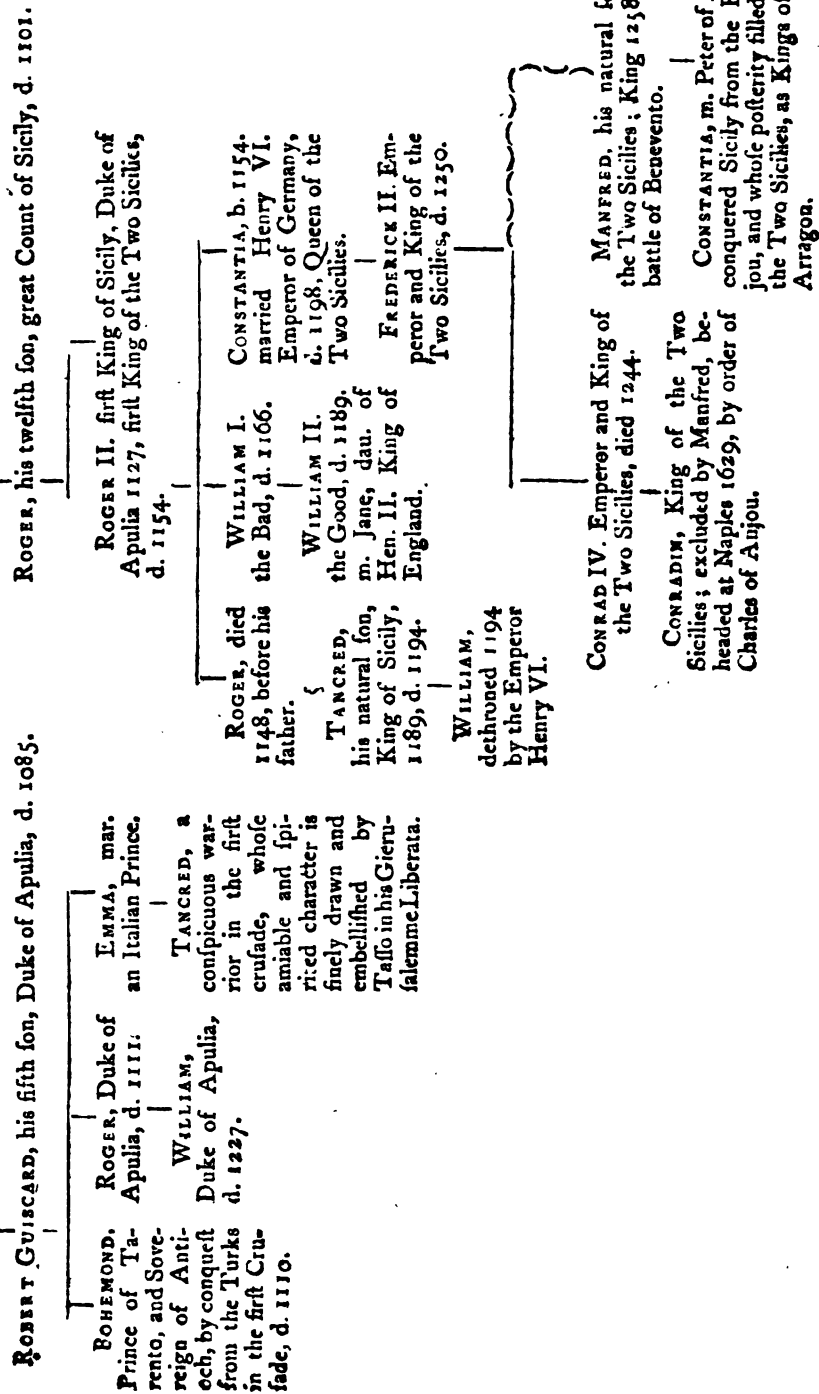 ROBERT GUISCARD, his fifth ſon, Duke of Apulia, d. 1085.
BOHEMOND.
Prince of Ta-
rento, and Sove-
reign of Anti-
och, by conqueſt
from the Turks
in the firſt Cru-
ſade, d. 1110.
ROGER, Duke of
Apulia, d. 1111.
WILLIAM,
Duke of Apulia,
d. 1227.
EMMA, mar.
an Italian Prince.
TANCRED, a
conſpicuous war-
rior in the firſt
cruſade, whoſe
amiable and ſpi-
rited character is
finely drawn and
embelliſhed by
Taſſo in his Gieru-
ſalemme Liberata.
ROGER, his twelfth ſon, great Count of Sicily, d. 1101.
ROGER II. firſt King of Sicily, Duke of
Apulia 1127, firſt King of the Two Sicilies,
d. 1154.
ROGER, died
1148, before his
father.
TANCRED,
his natural ſon,
King of Sicily,
1189, d. 1194.
WILLIAM,
dethroned 1194
by the Emperor
Henry VI.
WILLIAM I.
the Bad, d. 1166.
WILLIAM II.
the Good, d. 1189.
m. Jane, dau. of
Hen. II. King of
England.
CONSTANTIA, b. 1154.
married Henry VI.
Emperor of Germany,
d. 1198, Queen of the
Two Sicilies.
FREDERICK II. Em-
peror and King of the
Two Sicilies, d. 1250.
CONRAD IV. Emperor and King of
the Two Sicilies, died 1244.
CONRADIN, King of the Two
Sicilies; excluded by Manfred, be-
headed at Naples 1629, by order of
Charles of Anjou.
MANFRED, his natural
the Two Sicilies; King 1258
battle of Benevento.
CONSTANTIA, m. Peter of
conquered Sicily from the
jou, and whoſe poſterity filled
the Two Sicilies, as Kings of
Arragon.